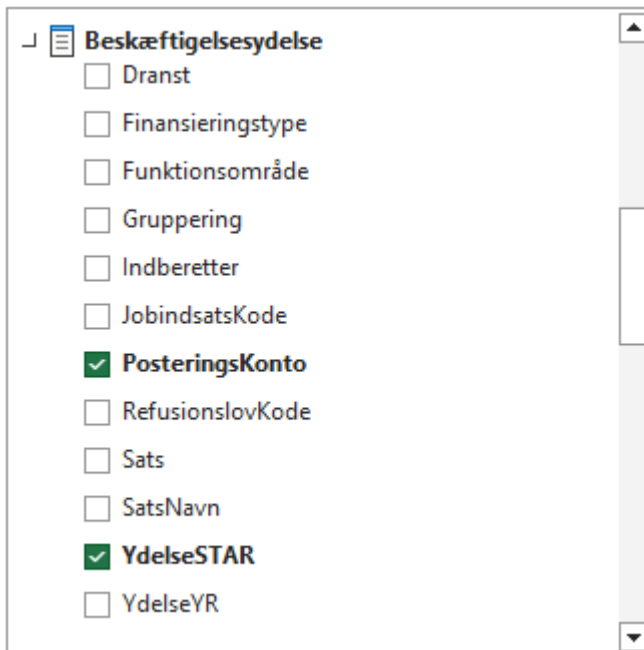 Beskæftigelsesydelse
Dranst
Finansieringstype
Funktionsområde
Gruppering
Indberetter
JobindsatsKode
PosteringsKonto
RefusionslovKode
Sats
SatsNavn
YdelseSTAR
YdelseYR